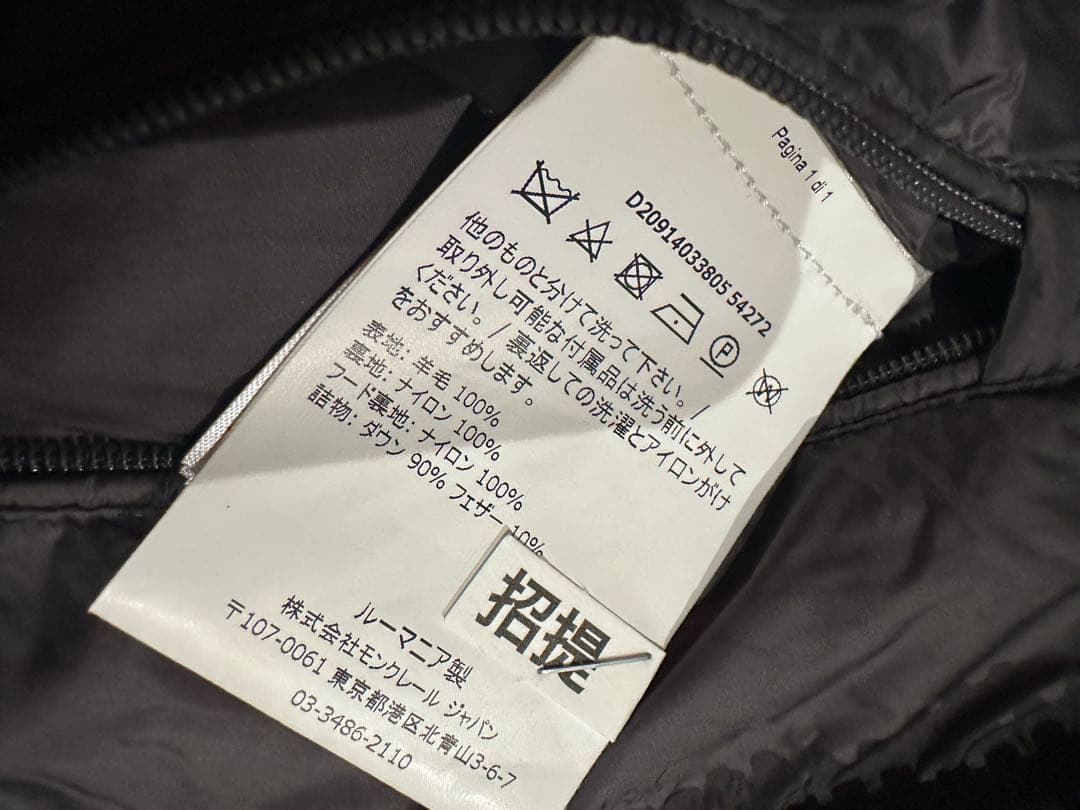 Pagina 1 di 1
D20914033805 54272
P
W
他のものと分けて洗って下さい。/
取り外し可能な付属品は洗う前に外して
ください。/ 裏返しての洗濯とアイロンがけ
をおすすめします。
表地: 羊毛 100%
裏地: ナイロン 100%
フード裏地: ナイロン 100%
詰物: ダウン 90% フェザー 10%
招提
ルーマニア製
株式会社モンクレール ジャパン
〒107-0061 東京都港区北青山3-6-7
03-3486-2110